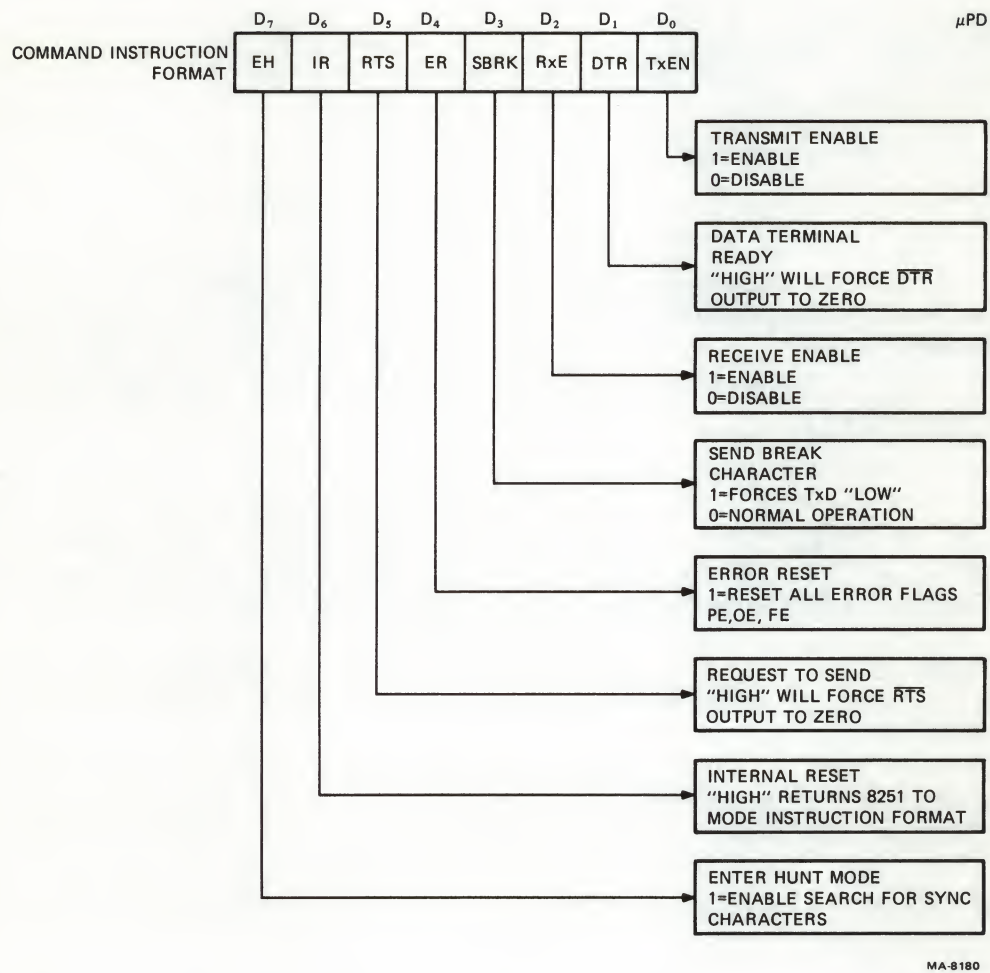 D₇ D₆ D₅ D₄ D₃ D₂ D₁ D₀ μPD
COMMAND INSTRUCTION
FORMAT
EH IR RTS ER SBRK RxE DTR TxEN
TRANSMIT ENABLE
1=ENABLE
0=DISABLE
DATA TERMINAL
READY
"HIGH" WILL FORCE D̅T̅R̅
OUTPUT TO ZERO
RECEIVE ENABLE
1=ENABLE
0=DISABLE
SEND BREAK
CHARACTER
1=FORCES TxD "LOW"
0=NORMAL OPERATION
ERROR RESET
1=RESET ALL ERROR FLAGS
PE,OE, FE
REQUEST TO SEND
"HIGH" WILL FORCE R̅T̅S̅
OUTPUT TO ZERO
INTERNAL RESET
"HIGH" RETURNS 8251 TO
MODE INSTRUCTION FORMAT
ENTER HUNT MODE
1=ENABLE SEARCH FOR SYNC
CHARACTERS
MA-8180